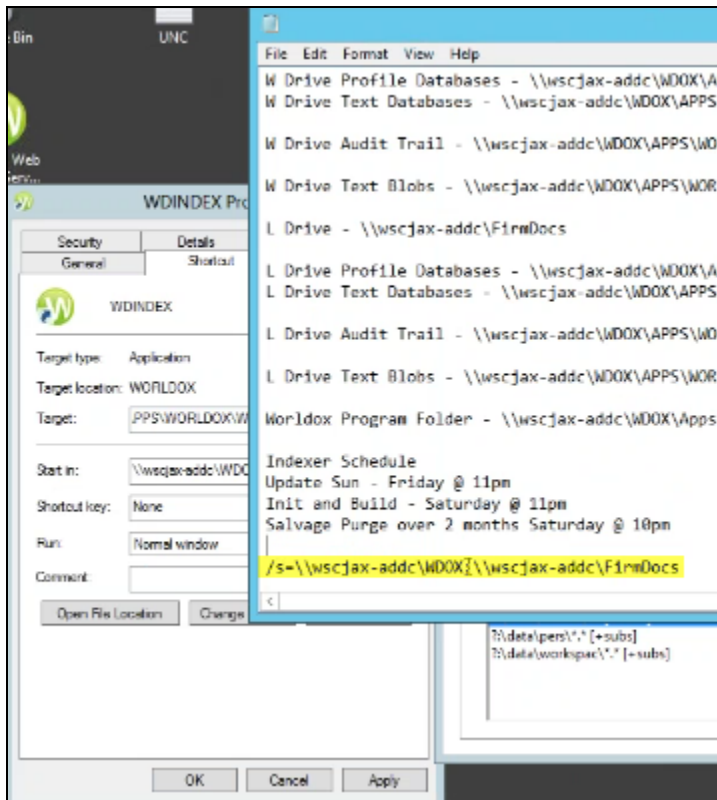 Bin
UNC
Web
Serv...
File Edit Format View Help
W Drive Profile Databases - \\wscjax-addc\WDOX\A
W Drive Text Databases - \\wscjax-addc\WDOX\APPS
W Drive Audit Trail - \\wscjax-addc\WDOX\APPS\WO
W Drive Text Blobs - \\wscjax-addc\WDOX\APPS\WOR
L Drive - \\wscjax-addc\FirmDocs
L Drive Profile Databases - \\wscjax-addc\WDOX\A
L Drive Text Databases - \\wscjax-addc\WDOX\APPS
L Drive Audit Trail - \\wscjax-addc\WDOX\APPS\WO
L Drive Text Blobs - \\wscjax-addc\WDOX\APPS\WOR
Worldox Program Folder - \\wscjax-addc\WDOX\Apps
Indexer Schedule
Update Sun - Friday @ 11pm
Init and Build - Saturday @ 11pm
Salvage Purge over 2 months Saturday @ 10pm
/s=\\wscjax-addc\WDOX;\\wscjax-addc\FirmDocs
WDINDEX Pro
Security Details
General Shortcut
WDINDEX
Target type: Application
Target location: WORLDOX
Target: .PPS\WORLDOX\W
Start in: \\wscjax-addc\WDO
Shortcut key: None
Run: Normal window
Comment:
Open File Location Change
OK Cancel Apply
?:\data\pers\*.* [+subs]
?:\data\workspac\*.* [+subs]